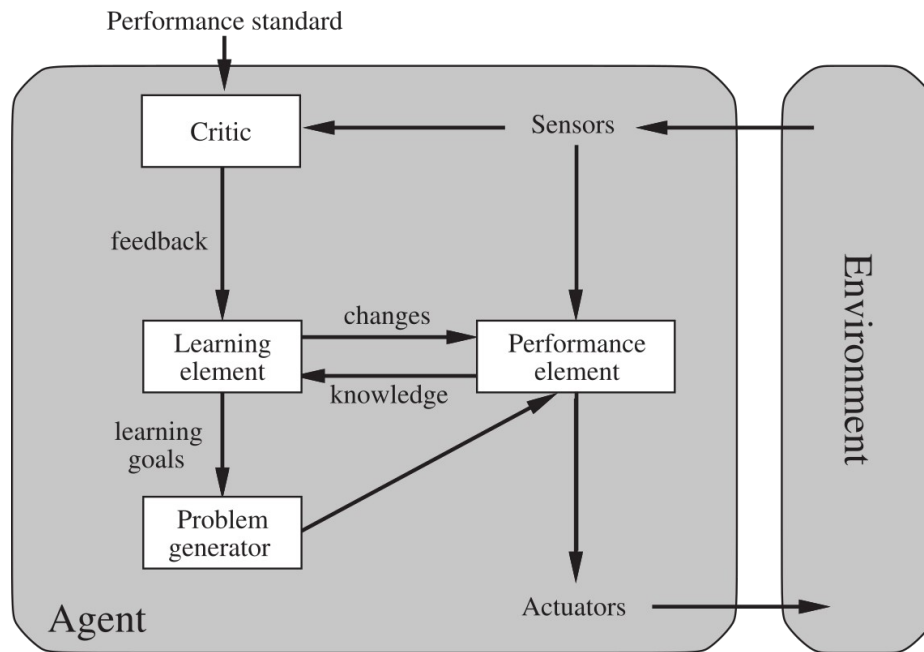 Performance standard
Critic
Sensors
feedback
changes
Learning
element
Performance
element
knowledge
learning
goals
Problem
generator
Actuators
Agent
Environment